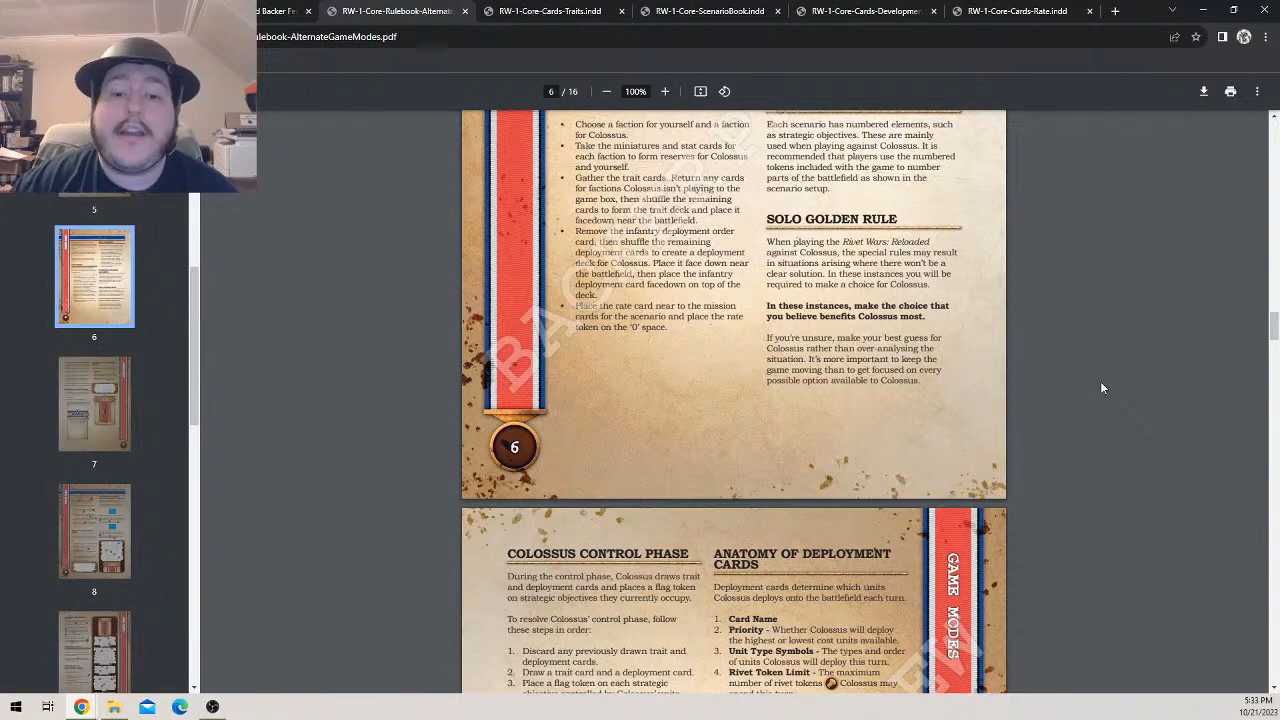 d Backer Fe
RW-1-Core-Rulebook-Alternate
RW-1-Core-Cards-Traits.indd
RW-1-Core-ScenarioBook.indd
RW-1-Core-Cards-Developmen
RW-1-Core-Cards-Rate.indd
ulebook-AlternateGameModes.pdf
6 / 16
100%
5
6
7
8
• Choose a faction for yourself and a faction
for Colossus.
• Take the miniatures and stat cards for
each faction to form reserves for Colossus
and yourself.
• Gather the trait cards. Return any cards
for factions Colossus isn't playing to the
game box, then shuffle the remaining
cards to form the trait deck and place it
facedown near the battlefield.
• Remove the infantry deployment order
card, then shuffle the remaining
deployment cards to create a deployment
deck for Colossus. Place it face down near
the battlefield, then place the infantry
deployment card facedown on top of the
deck.
• Place the rate card near to the mission
cards for the scenario and place the rate
token on the '0' space.
6
Each scenario has numbered elements, such
as strategic objectives. These are mainly
used when playing against Colossus. It is
recommended that players use the numbered
tokens included with the game to number
parts of the battlefield as shown in the
scenario setup.
SOLO GOLDEN RULE
When playing the River Wars: Reloaded
against Colossus, the special rules may result
in situations arising where there won't be a
clear option. In these instances you will be
required to make a choice for Colossus.
In these instances, make the choice that
you believe benefits Colossus most.
If you're unsure, make your best guess for
Colossus rather than over-analysing the
situation. It's more important to keep the
game moving than to get focused on every
possible option available to Colossus.
COLOSSUS CONTROL PHASE
During the control phase, Colossus draws trait
and deployment cards and places a flag token
on strategic objectives they currently occupy.
To resolve Colossus' control phase, follow
these steps in order:
1. Discard any previously drawn trait and
deployment cards.
2. Draw a trait card and a deployment card.
3. Place a flag token on each strategic
ANATOMY OF DEPLOYMENT
CARDS
Deployment cards determine which units
Colossus deploys onto the battlefield each turn.
1. Card Name
2. Priority - Whether Colossus will deploy
the highest or lowest cost units available.
3. Unit Type Symbols - The types and order
of units Colossus will deploy this turn.
4. Rivet Token Limit - The maximum
number of rivet tokens Colossus may
GAME MODES
5:33 PM
10/21/2023